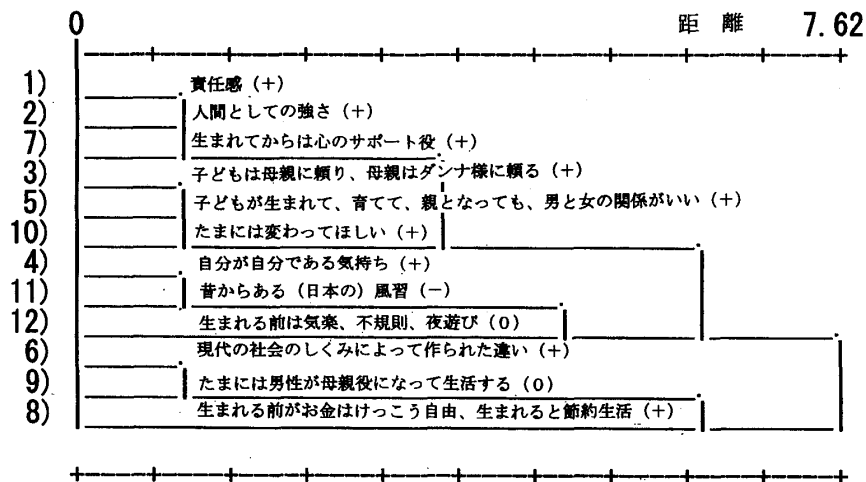 0 距離 7.62
1) 責任感（+）
2) 人間としての強さ（+）
7) 生まれてからは心のサポート役（+）
3) 子どもは母親に頼り、母親はダンナ様に頼る（+）
5) 子どもが生まれて、育てて、親となっても、男と女の関係がいい（+）
10) たまには変わってほしい（+）
4) 自分が自分である気持ち（+）
11) 昔からある（日本の）風習（−）
12) 生まれる前は気楽、不規則、夜遊び（0）
6) 現代の社会のしくみによって作られた違い（+）
9) たまには男性が母親役になって生活する（0）
8) 生まれる前がお金はけっこう自由、生まれると節約生活（+）